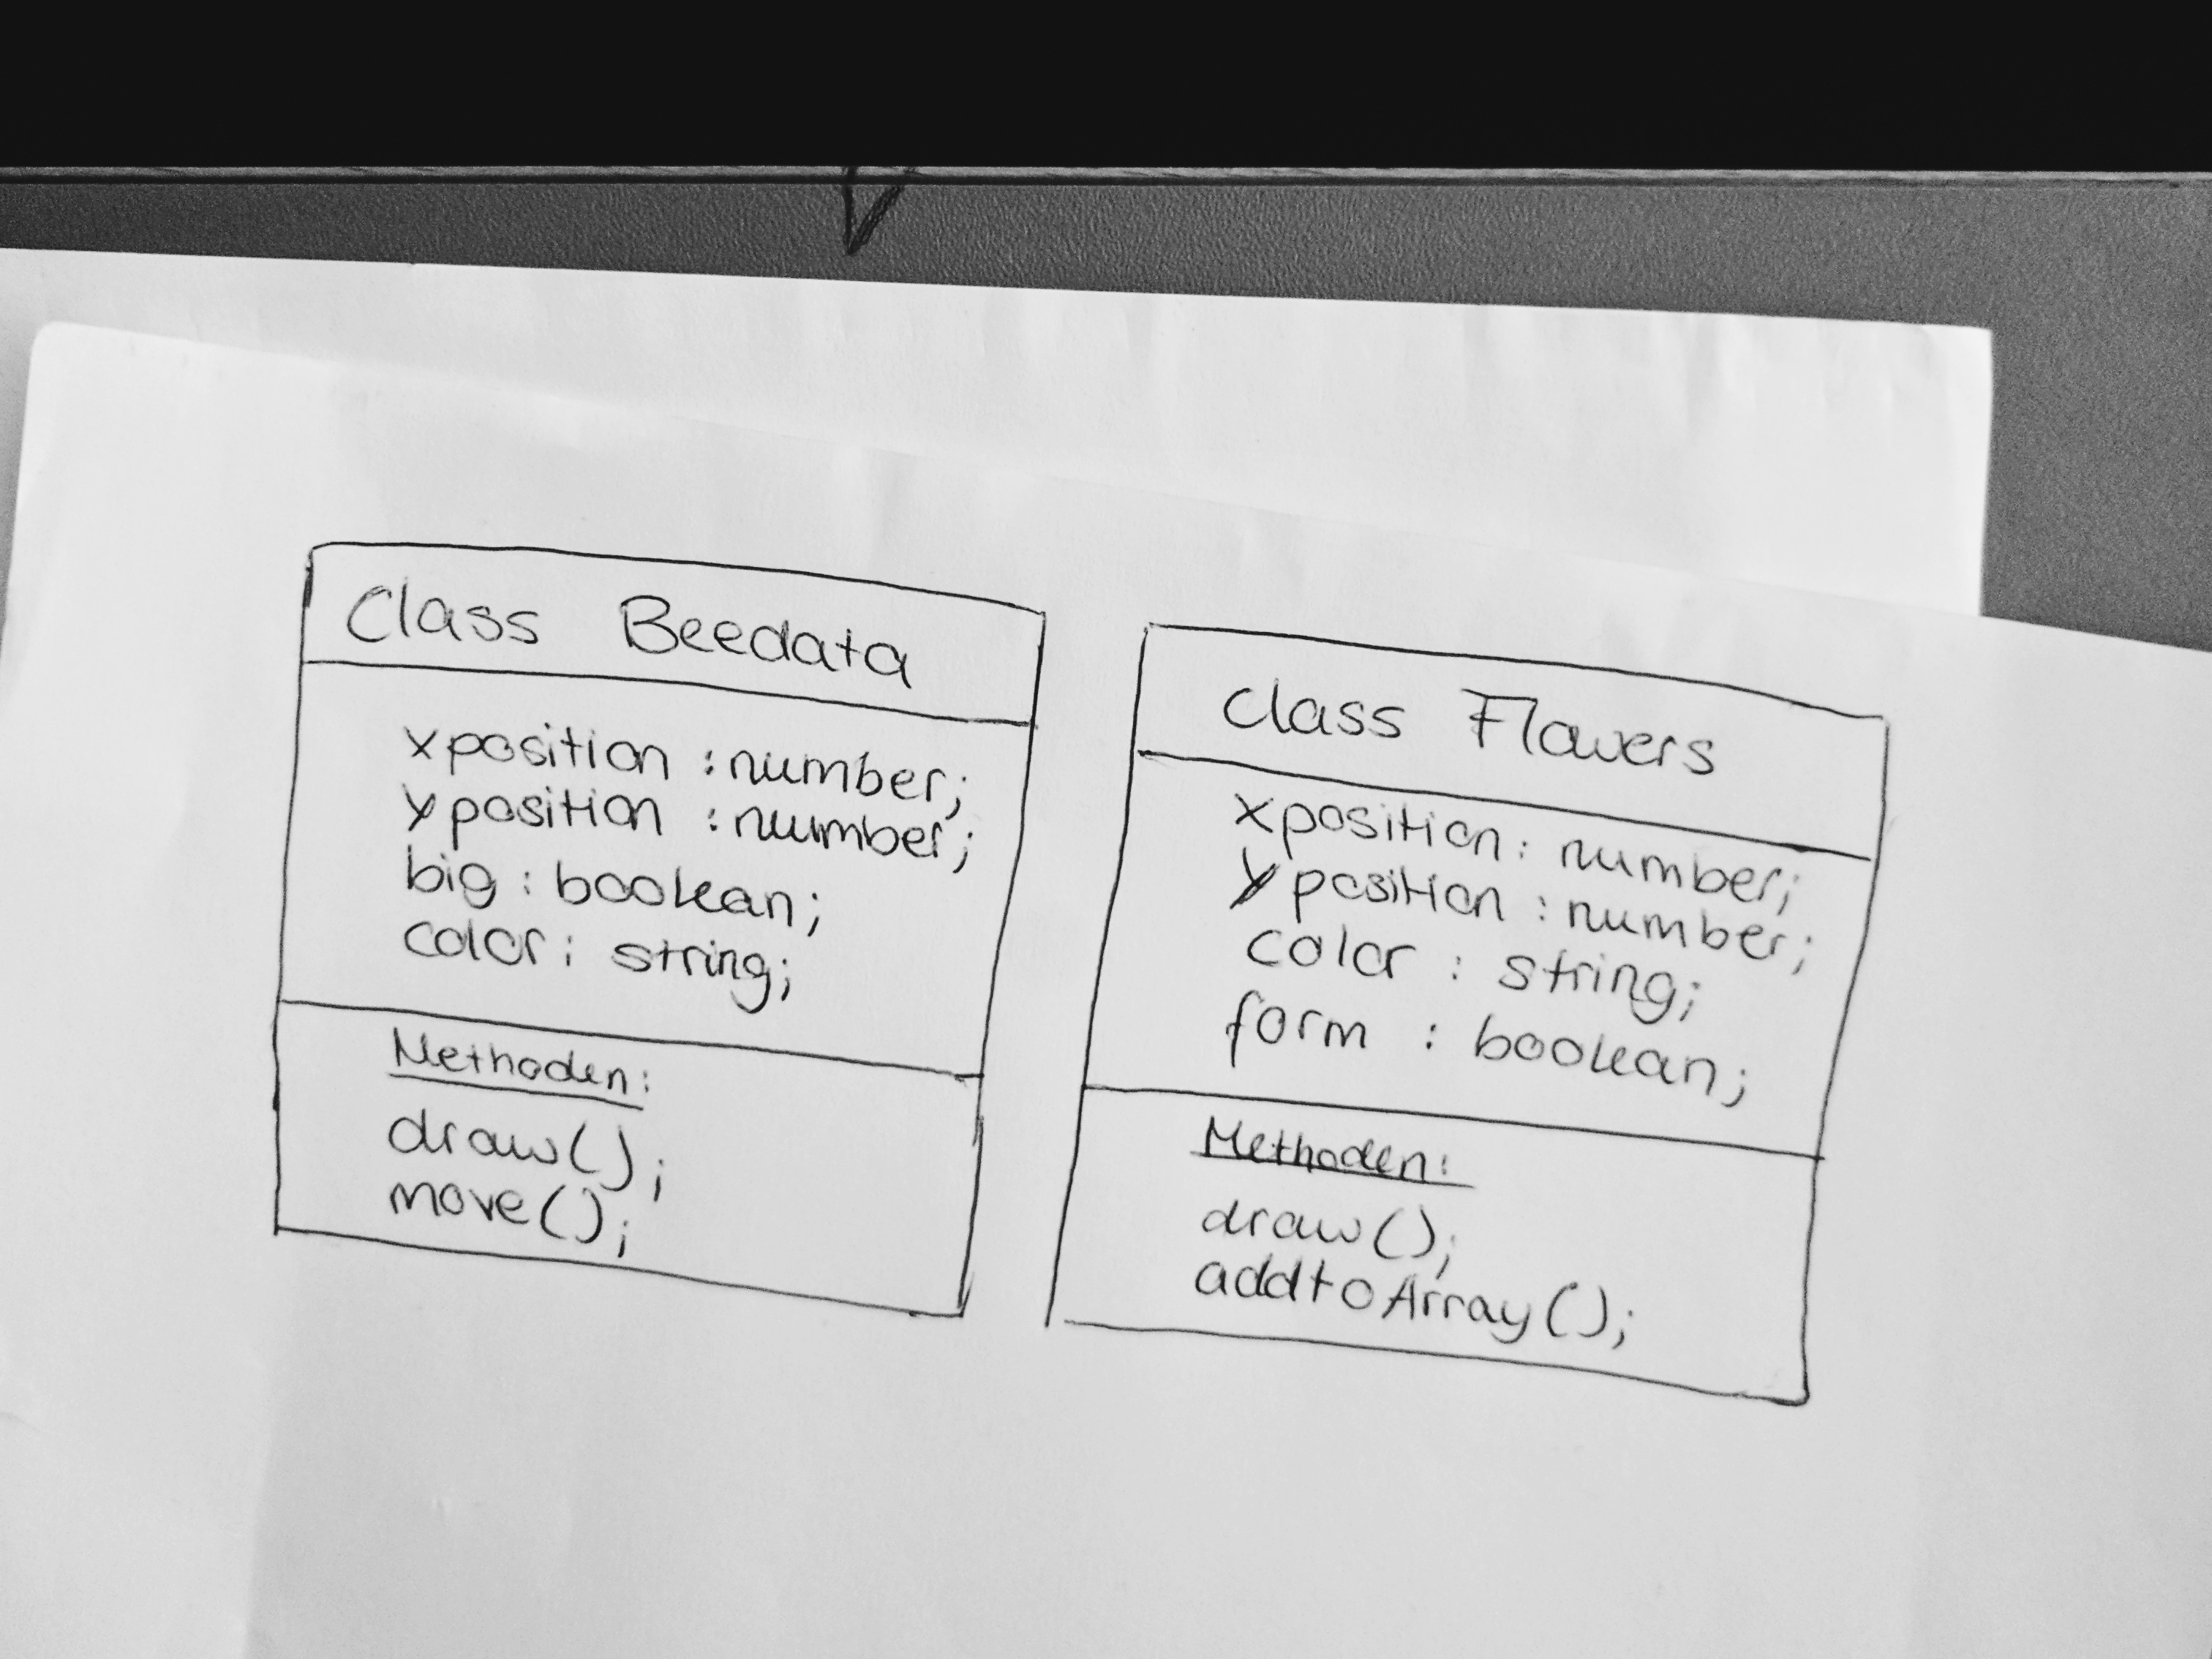 Class Beedata
xposition : number;
yposition : number;
big : boolean;
color : string;
Methoden:
draw();
move();
class Flowers
xposition : number;
yposition : number;
color : string;
form : boolean;
Methoden:
draw();
addtoArray();